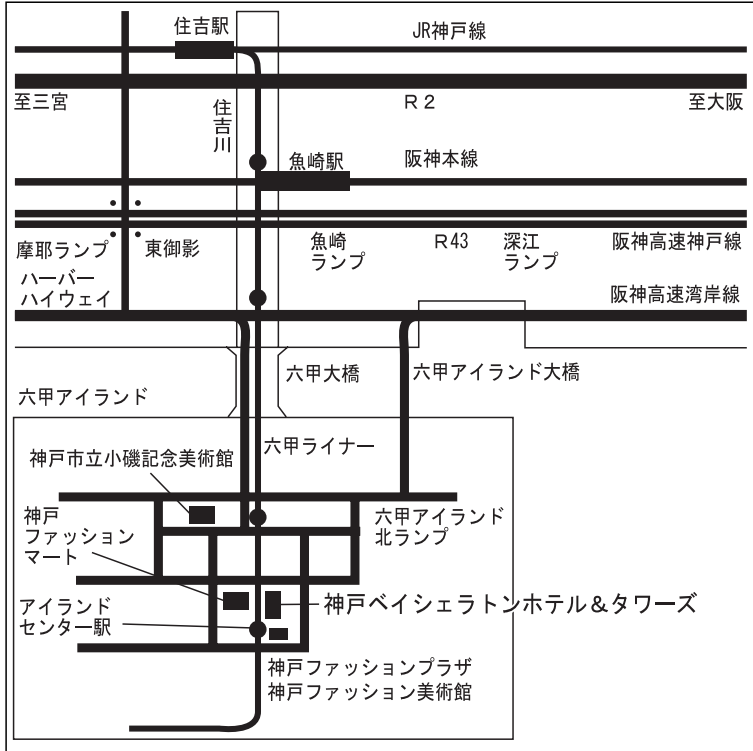 住吉駅
JR神戸線
至三宮
R 2
至大阪
住吉川
魚崎駅
阪神本線
摩耶ランプ
東御影
魚崎
ランプ
R 43
深江
ランプ
阪神高速神戸線
ハーバー
ハイウェイ
阪神高速湾岸線
六甲大橋
六甲アイランド大橋
六甲アイランド
六甲ライナー
神戸市立小磯記念美術館
神戸
ファッション
マート
六甲アイランド
北ランプ
アイランド
センター駅
神戸ベイシェラトンホテル&タワーズ
神戸ファッションプラザ
神戸ファッション美術館